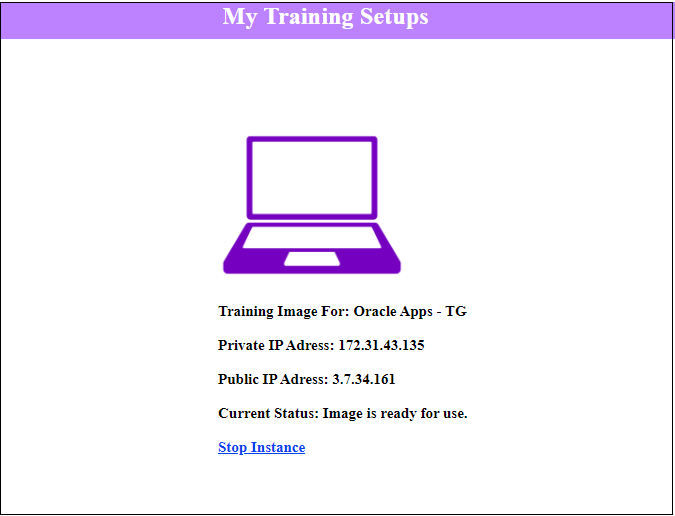 My Training Setups
Training Image For: Oracle Apps - TG
Private IP Adress: 172.31.43.135
Public IP Adress: 3.7.34.161
Current Status: Image is ready for use.
Stop Instance